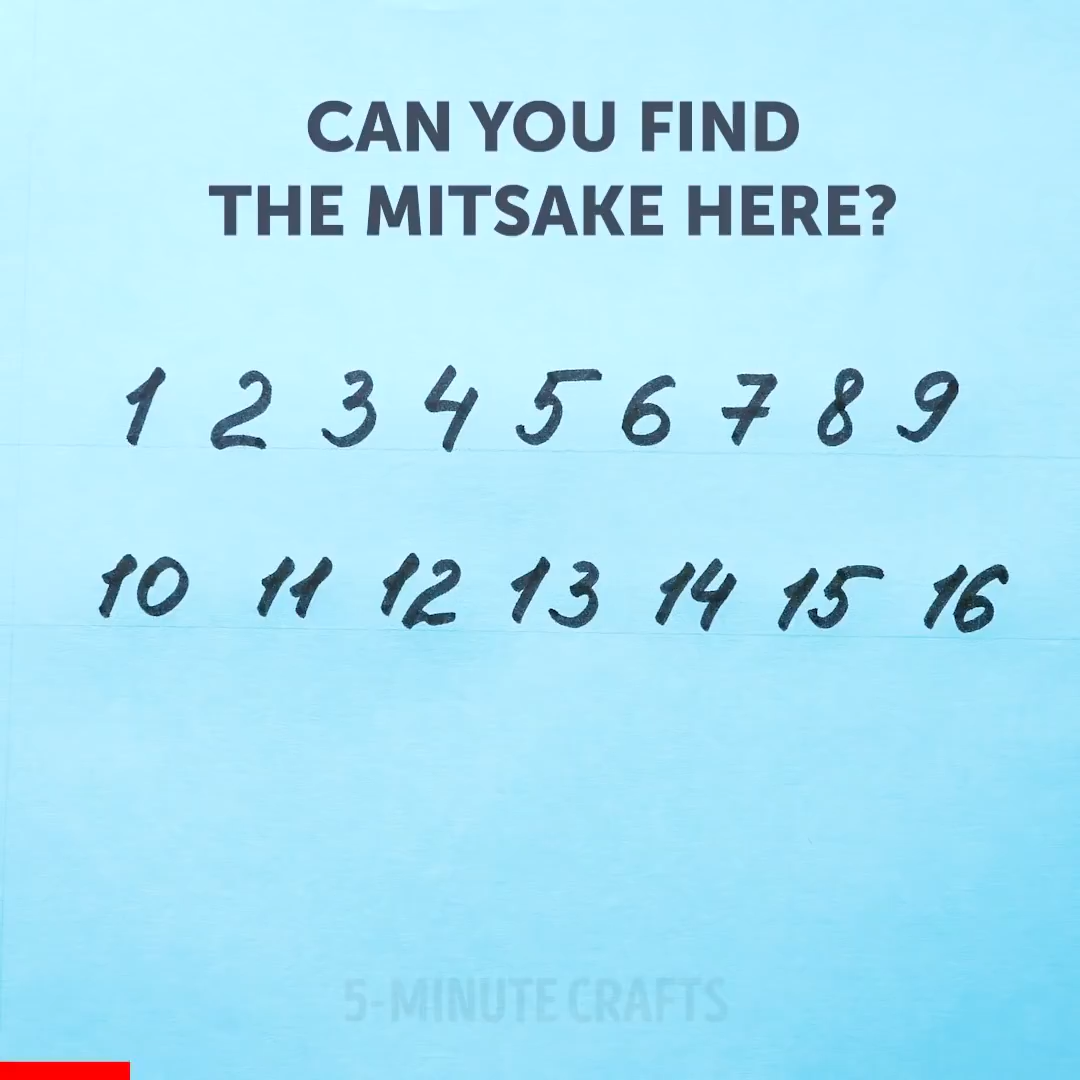 CAN YOU FIND
THE MITSAKE HERE?
1 2 3 4 5 6 7 8 9
10 11 12 13 14 15 16
5-MINUTE CRAFTS